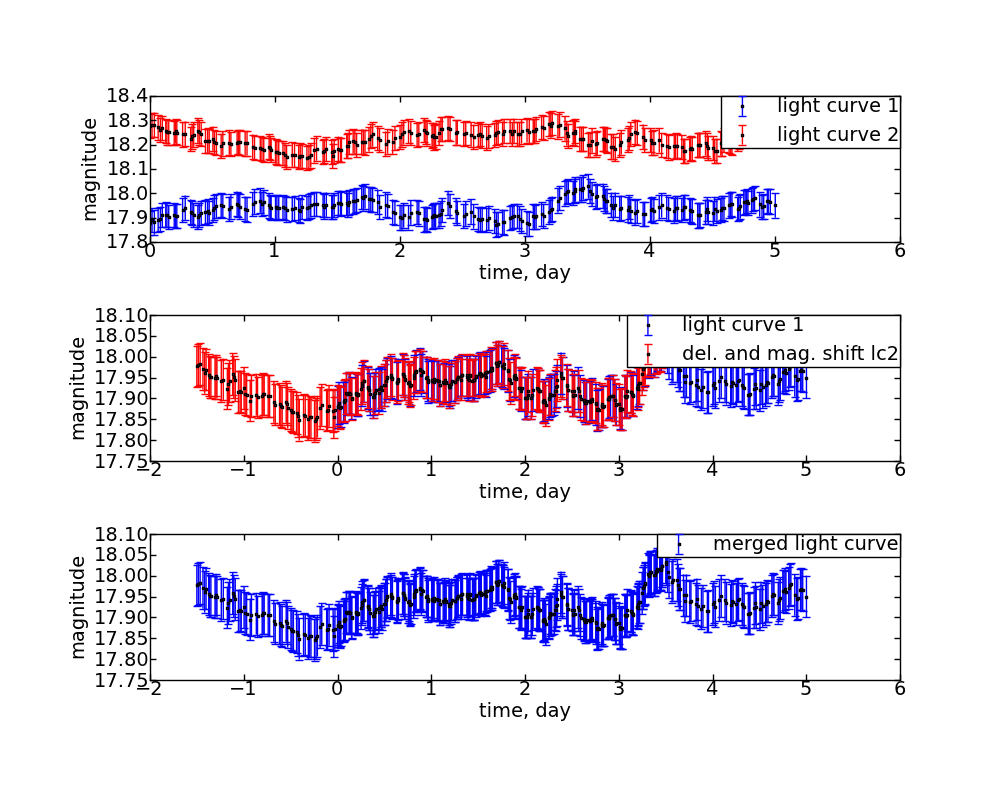 18.4
18.3
18.2
18.1
18.0
17.9
17.8
magnitude
light curve 1
light curve 2
0 1 2 3 4 5 6
time, day
18.10
18.05
18.00
17.95
17.90
17.85
17.80
17.75
magnitude
light curve 1
del. and mag. shift lc2
−2 −1 0 1 2 3 4 5 6
time, day
18.10
18.05
18.00
17.95
17.90
17.85
17.80
17.75
magnitude
merged light curve
−2 −1 0 1 2 3 4 5 6
time, day